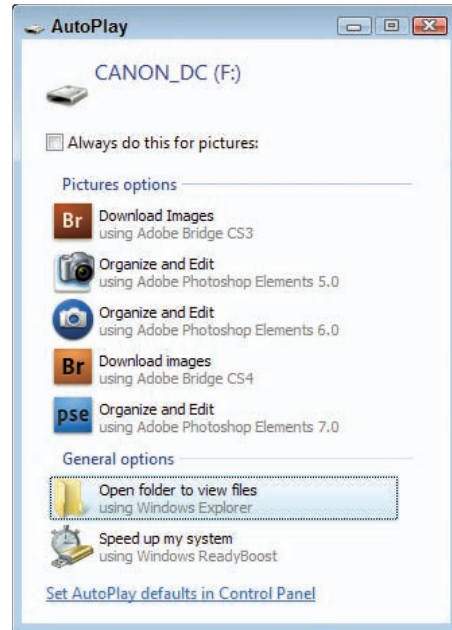 AutoPlay
CANON_DC (F:)
Always do this for pictures:
Pictures options
Br
Download Images
using Adobe Bridge CS3
Organize and Edit
using Adobe Photoshop Elements 5.0
Organize and Edit
using Adobe Photoshop Elements 6.0
Br
Download images
using Adobe Bridge CS4
pse
Organize and Edit
using Adobe Photoshop Elements 7.0
General options
Open folder to view files
using Windows Explorer
Speed up my system
using Windows ReadyBoost
Set AutoPlay defaults in Control Panel